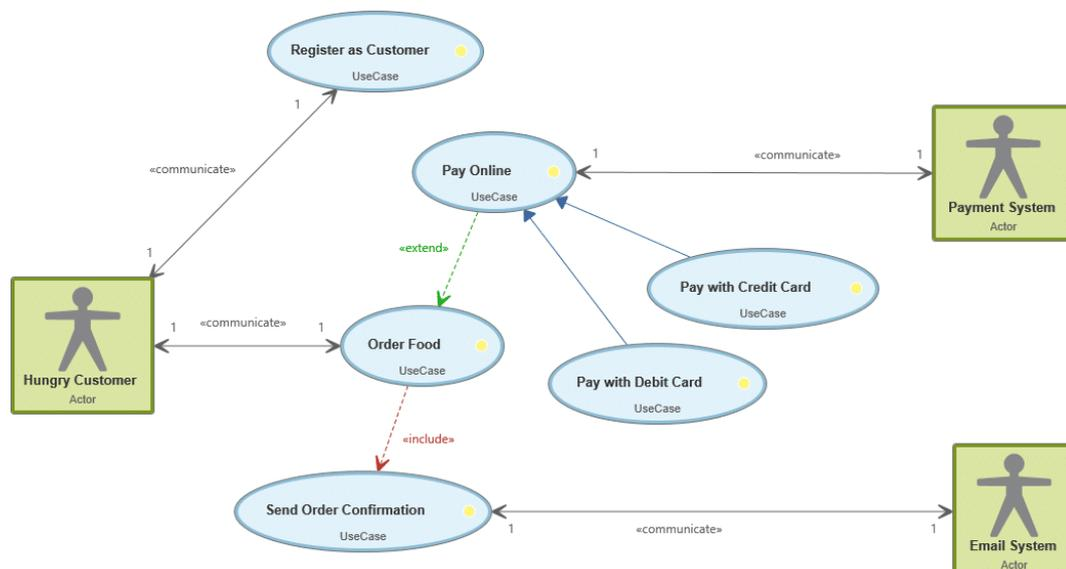 Register as Customer
UseCase
1
«communicate»
1
Pay Online
UseCase
1
«communicate»
1
Payment System
Actor
«extend»
Pay with Credit Card
UseCase
Hungry Customer
Actor
1
«communicate»
1
Order Food
UseCase
Pay with Debit Card
UseCase
«include»
Send Order Confirmation
UseCase
1
«communicate»
1
Email System
Actor